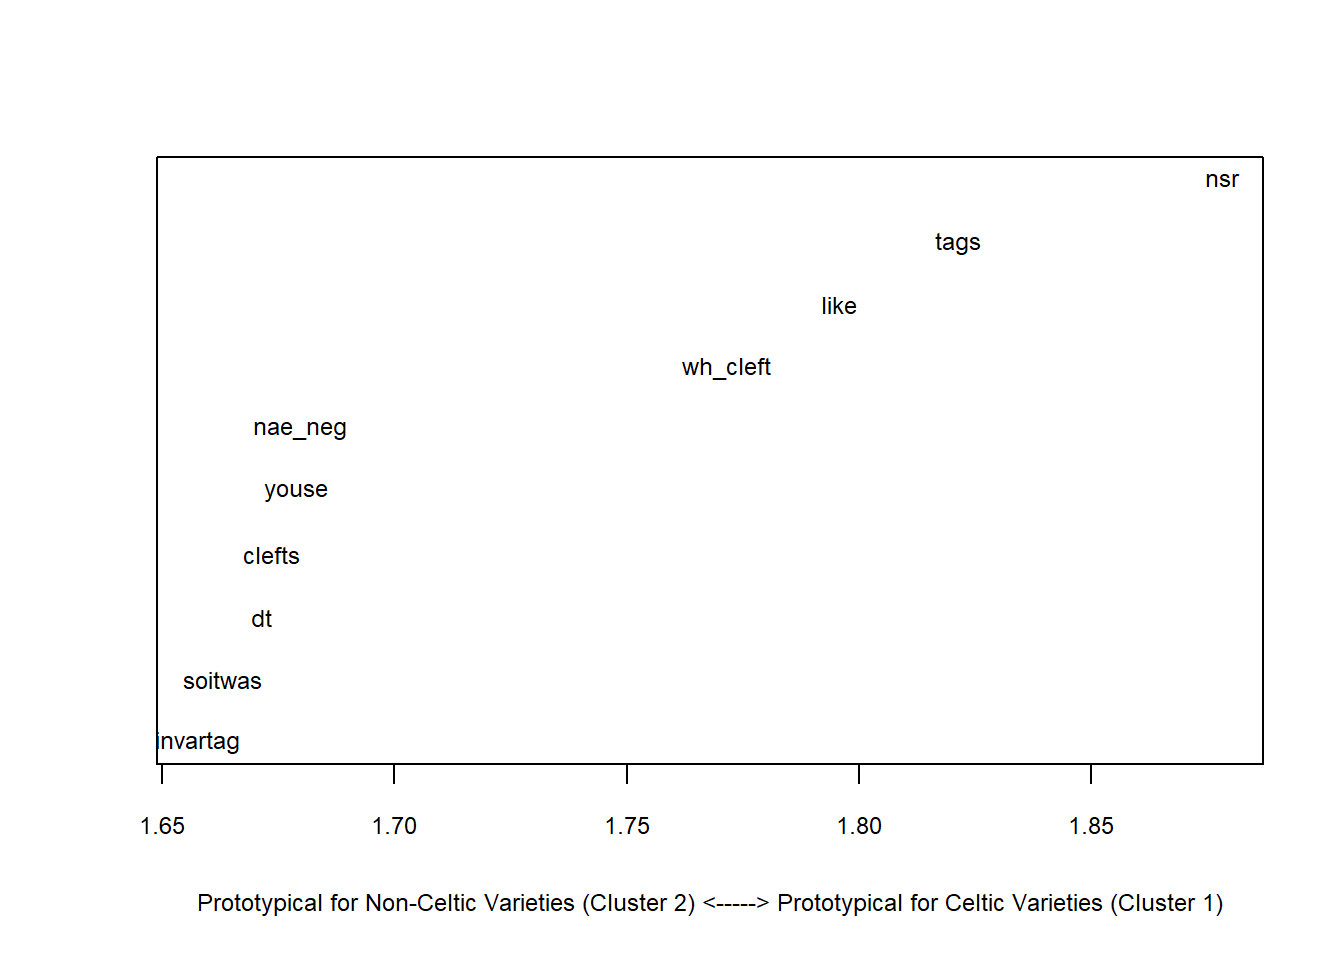 nsr
tags
like
wh_cleft
nae_neg
youse
clefts
dt
soitwas
invartag
1.65 1.70 1.75 1.80 1.85
Prototypical for Non-Celtic Varieties (Cluster 2) <-----> Prototypical for Celtic Varieties (Cluster 1)